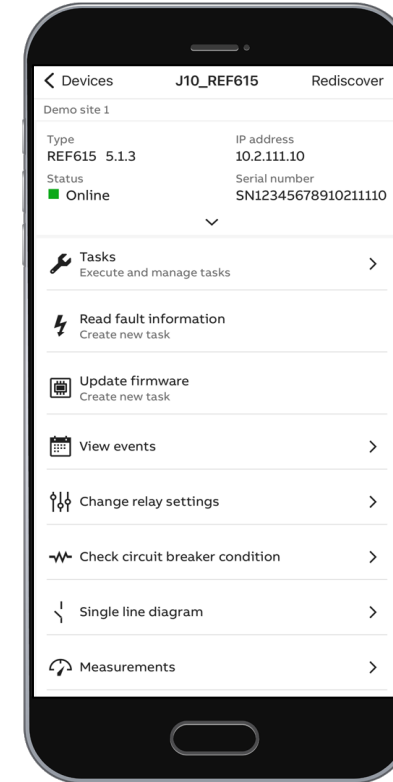 Devices J10_REF615 Rediscover
Demo site 1
Type IP address
REF615 5.1.3 10.2.111.10
Status Serial number
Online SN12345678910211110
Tasks
Execute and manage tasks
Read fault information
Create new task
Update firmware
Create new task
View events
Change relay settings
Check circuit breaker condition
Single line diagram
Measurements